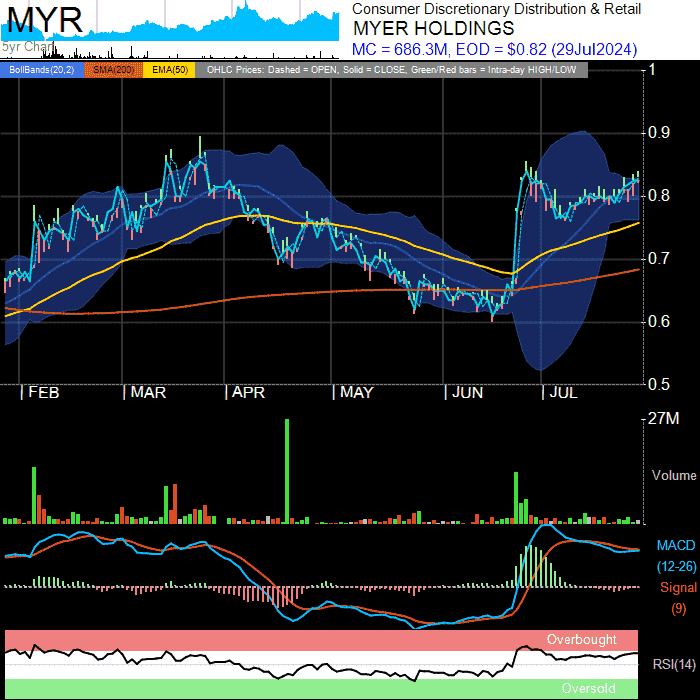 MYR
5yr Chart
Consumer Discretionary Distribution & Retail
MYER HOLDINGS
MC = 686.3M, EOD = $0.82 (29Jul2024)
BollBands(20,2) SMA(200) EMA(50) OHLC Prices: Dashed = OPEN, Solid = CLOSE, Green/Red bars = Intra-day HIGH/LOW
1
0.9
0.8
0.7
0.6
0.5
FEB MAR APR MAY JUN JUL
27M
Volume
MACD
(12-26)
Signal
(9)
Overbought
RSI(14)
Oversold